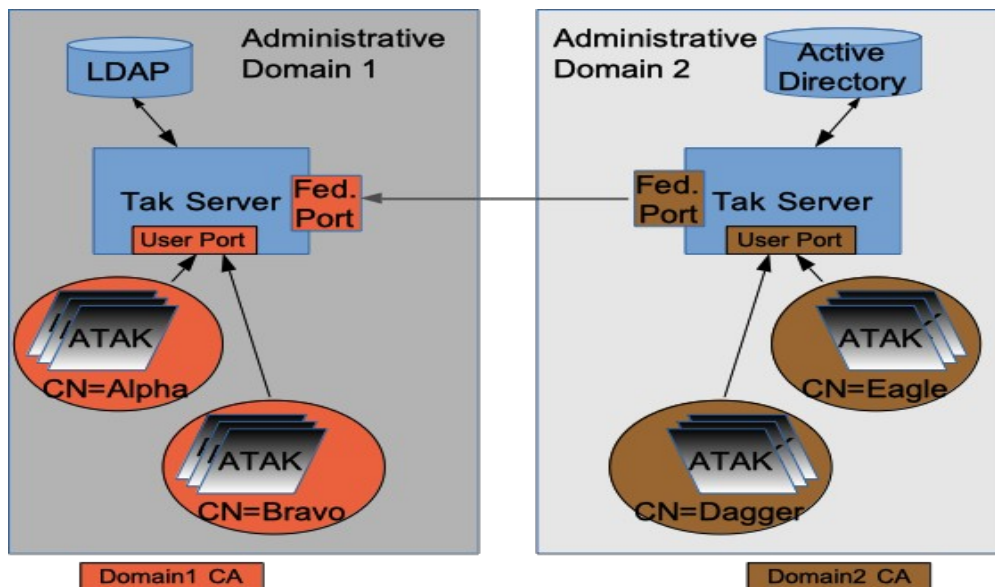 Administrative
Domain 1
LDAP
Tak Server
Fed.
Port
User Port
ATAK
CN=Alpha
ATAK
CN=Bravo
Domain1 CA
Administrative
Domain 2
Active
Directory
Fed.
Port
Tak Server
User Port
ATAK
CN=Eagle
ATAK
CN=Dagger
Domain2 CA